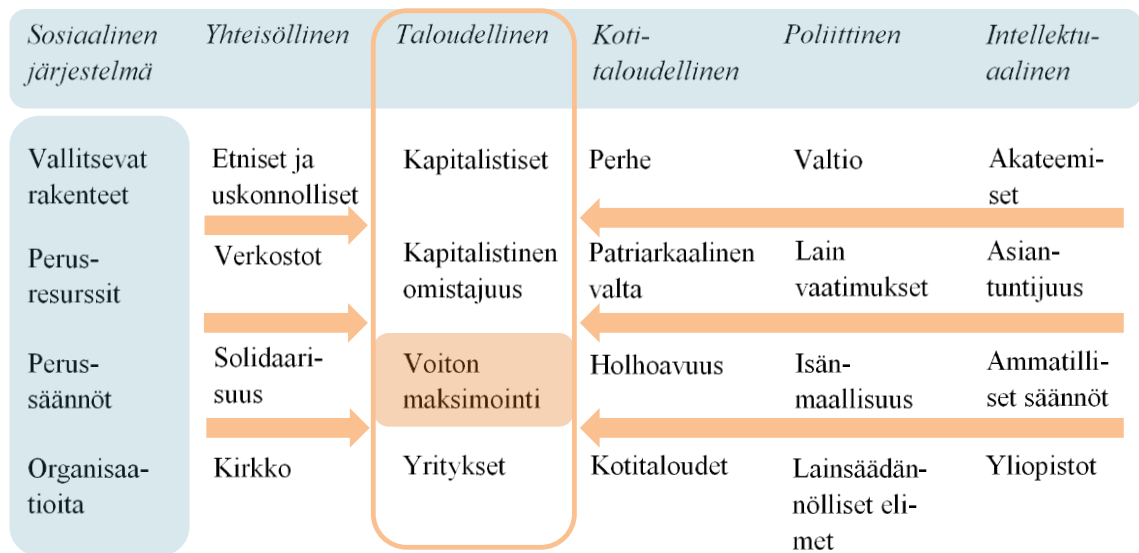 Sosiaalinen
järjestelmä
Yhteisöllinen
Taloudellinen
Koti-
taloudellinen
Poliittinen
Intellektu-
aalinen
Vallitsevat
rakenteet
Etniset ja
uskonnolliset
Kapitalistiset
Perhe
Valtio
Akateemi-
set
Perus-
resurssit
Verkostot
Kapitalistinen
omistajuus
Patriarkaalinen
valta
Lain
vaatimukset
Asian-
tuntijuus
Perus-
säännöt
Solidaari-
suus
Voiton
maksimointi
Holhoavuus
Isän-
maallisuus
Ammatilli-
set säännöt
Organisaa-
tioita
Kirkko
Yritykset
Kotitaloudet
Lainsäädän-
nölliset eli-
met
Yliopistot